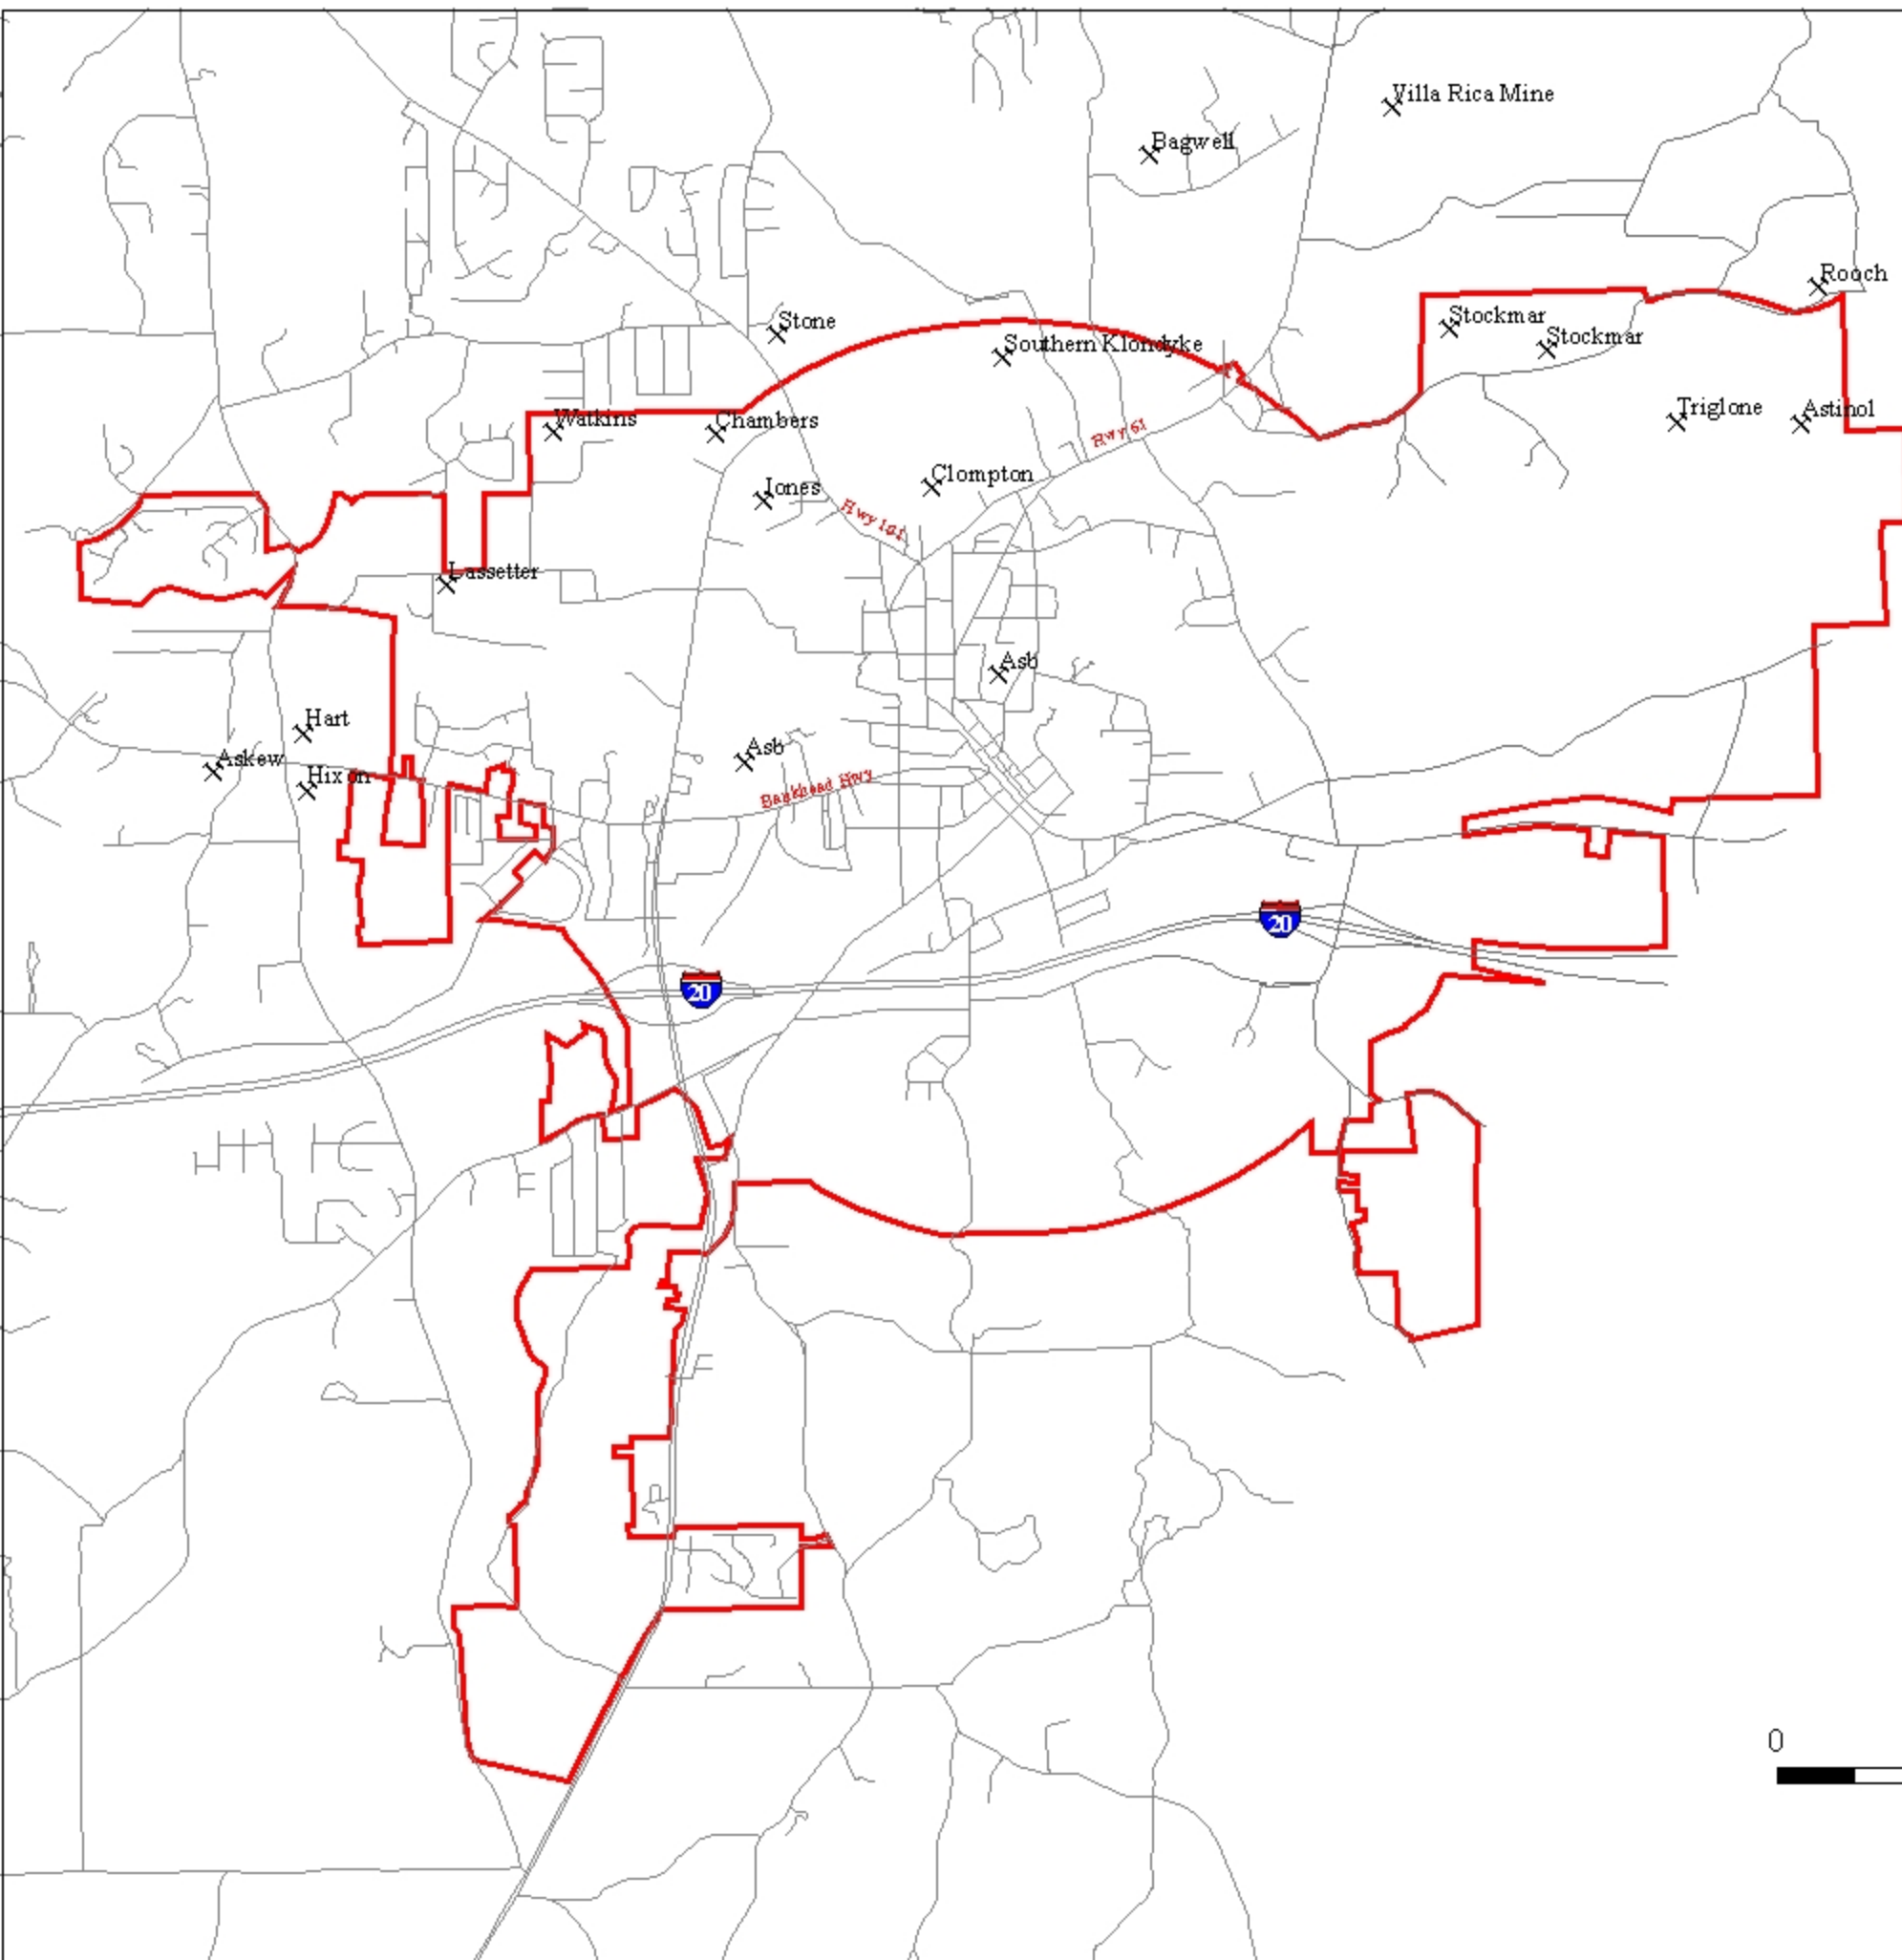 Villa Rica Mine
Bagwell
Rooch
Stone
Stockmar
Southern Klondyke
Stockmar
Triglone
Astinol
Watkins
Chambers
Hwy 61
Clompton
Jones
Hwy 101
Lassetter
Asb
Hart
Asb
Askew
Hixon
Bankhead Hwy
20
20
0